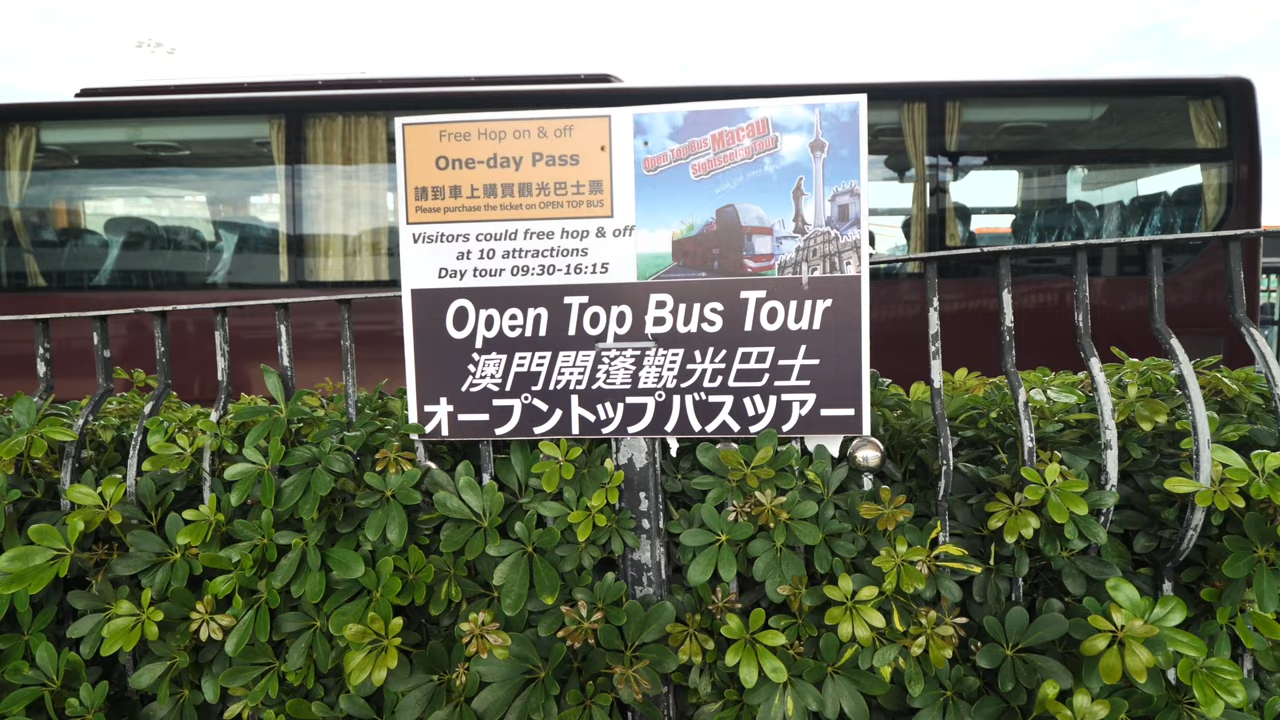 Free Hop on & off
One-day Pass
請到車上購買觀光巴士票
Please purchase the ticket on OPEN TOP BUS
Visitors could free hop & off
at 10 attractions
Day tour 09:30-16:15
Open Top Bus Macau
Sightseeing Tour
Open Top Bus Tour
澳門開蓬觀光巴士
オープントップバスツアー